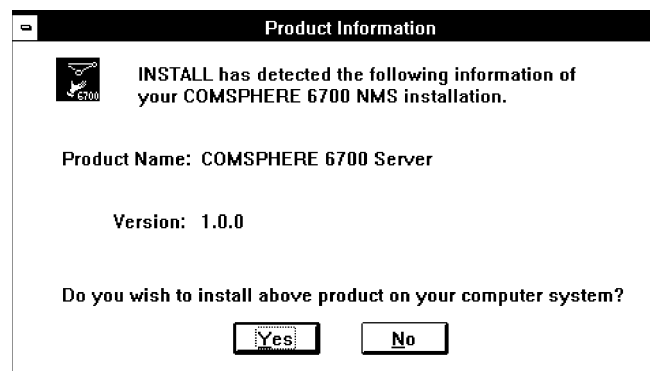 Product Information
6700
INSTALL has detected the following information of
your COMSPHERE 6700 NMS installation.
Product Name: COMSPHERE 6700 Server
Version: 1.0.0
Do you wish to install above product on your computer system?
Yes No